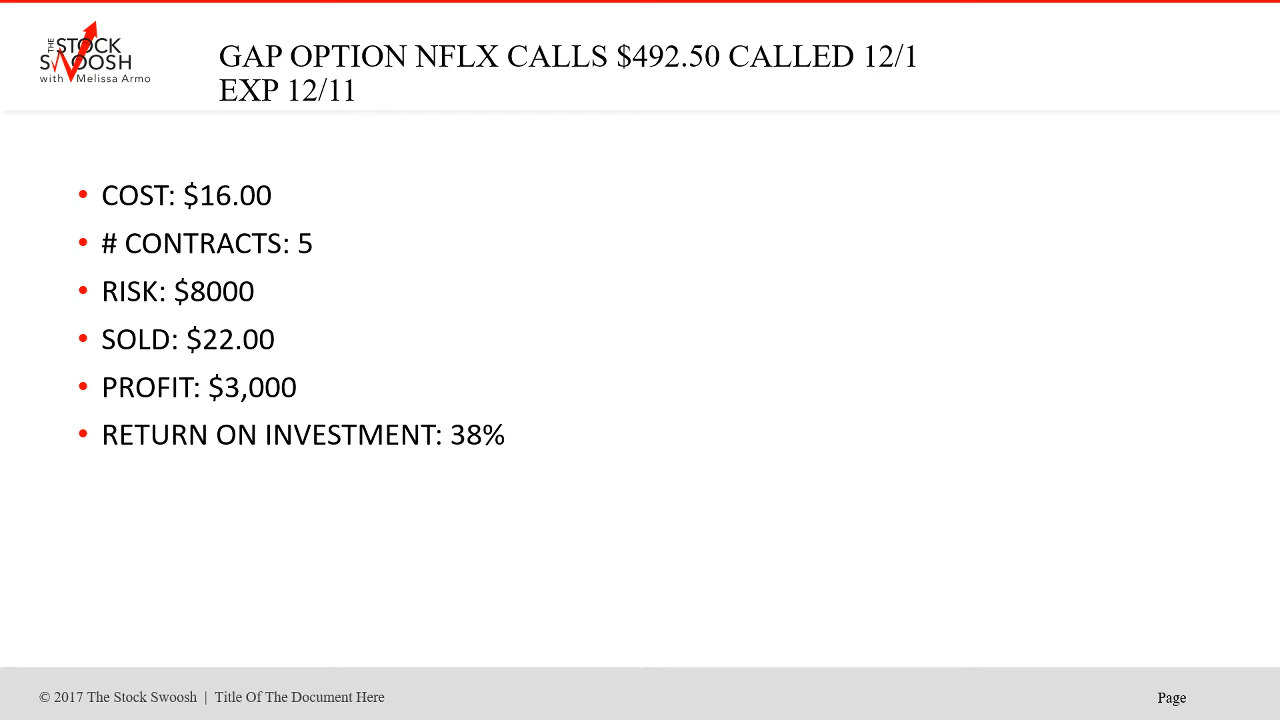 THE
STOCK
SWOOSH
with Melissa Armo
GAP OPTION NFLX CALLS $492.50 CALLED 12/1
EXP 12/11
• COST: $16.00
• # CONTRACTS: 5
• RISK: $8000
• SOLD: $22.00
• PROFIT: $3,000
• RETURN ON INVESTMENT: 38%
© 2017 The Stock Swoosh | Title Of The Document Here
Page